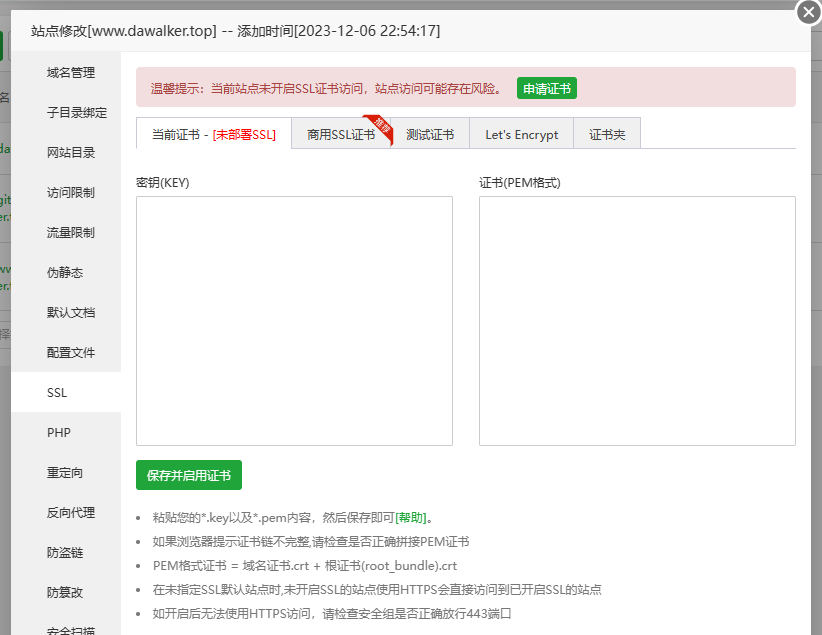 站点修改[www.dawalker.top] -- 添加时间[2023-12-06 22:54:17]
域名管理
子目录绑定
网站目录
访问限制
流量限制
伪静态
默认文档
配置文件
SSL
PHP
重定向
反向代理
防盗链
防篡改
安全扫描
温馨提示：当前站点未开启SSL证书访问，站点访问可能存在风险。 申请证书
当前证书 - [未部署SSL] 商用SSL证书 推荐 测试证书 Let's Encrypt 证书夹
密钥(KEY) 证书(PEM格式)
保存并启用证书
粘贴您的*.key以及*.pem内容，然后保存即可[帮助]。
如果浏览器提示证书链不完整,请检查是否正确拼接PEM证书
PEM格式证书 = 域名证书.crt + 根证书(root_bundle).crt
在未指定SSL默认站点时,未开启SSL的站点使用HTTPS会直接访问到已开启SSL的站点
如开启后无法使用HTTPS访问，请检查安全组是否正确放行443端口